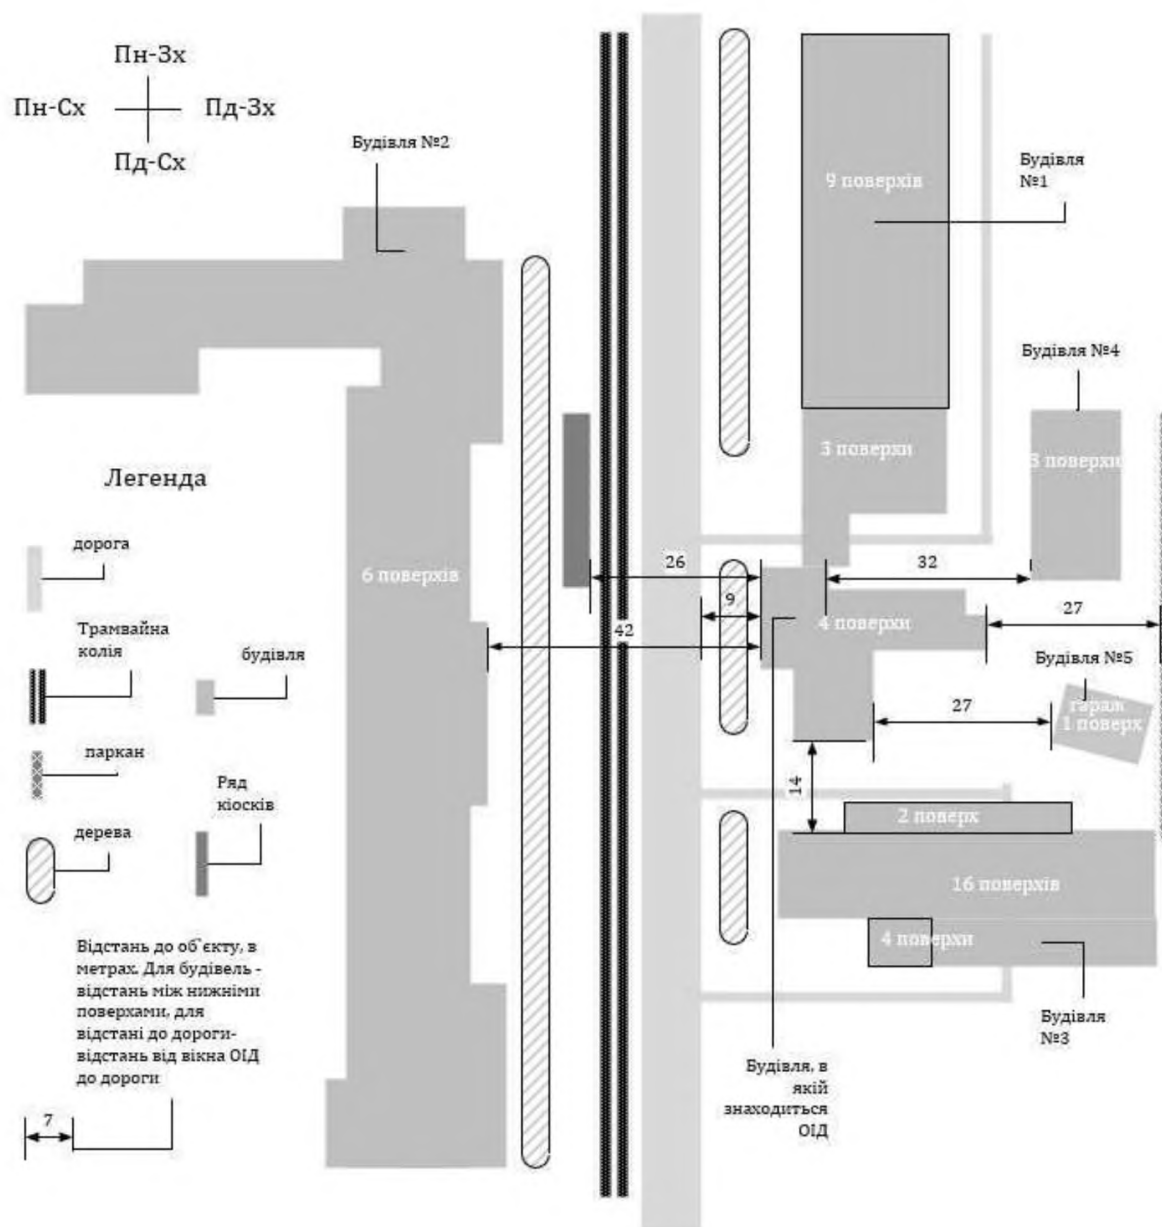 Пн-Зх
Пн-Сх
Пд-Зх
Пд-Сх
Будівля №2
9 поверхів
Будівля
№1
Будівля №4
3 поверхи
3 поверхи
Легенда
дорога
6 поверхів
26
32
9
4 поверхи
27
42
Трамвайна
колія
будівля
Будівля №5
гараж
1 поверх
27
паркан
Ряд
кіосків
14
2 поверх
дерева
16 поверхів
4 поверхи
Відстань до об`єкту, в
метрах. Для будівель -
відстань між нижніми
поверхами, для
відстані до дороги-
відстань від вікна ОІД
до дороги
Будівля
№3
Будівля, в
якій
знаходиться
ОІД
7